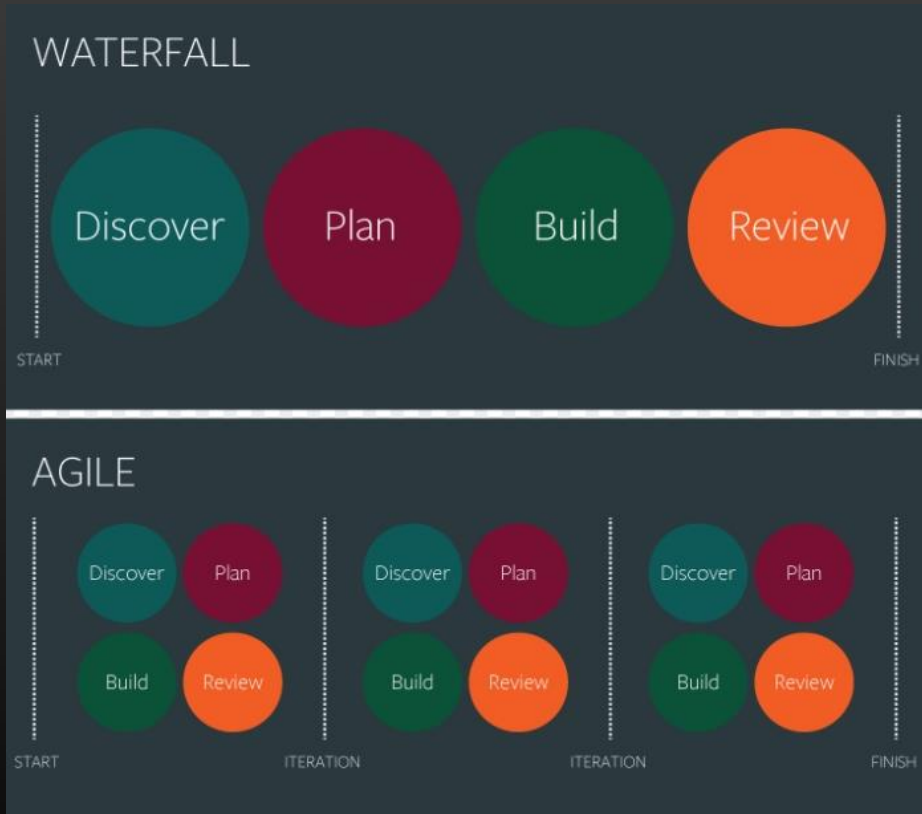 WATERFALL
Discover Plan Build Review
START FINISH
AGILE
Discover Plan Discover Plan Discover Plan
Build Review Build Review Build Review
START ITERATION ITERATION FINISH